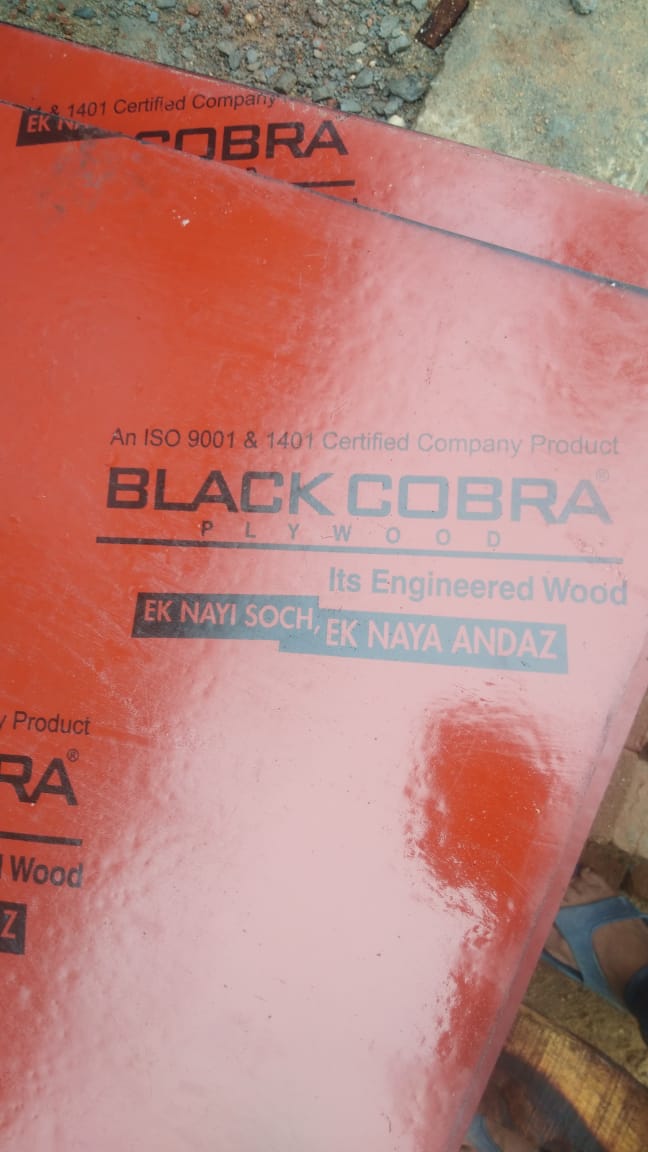 & 1401 Certified Company
EK
COBRA
An ISO 9001 & 1401 Certified Company Product
BLACK COBRA®
PLYWOOD
Its Engineered Wood
EK NAYI SOCH, EK NAYA ANDAZ
Product
RA®
Wood
Z